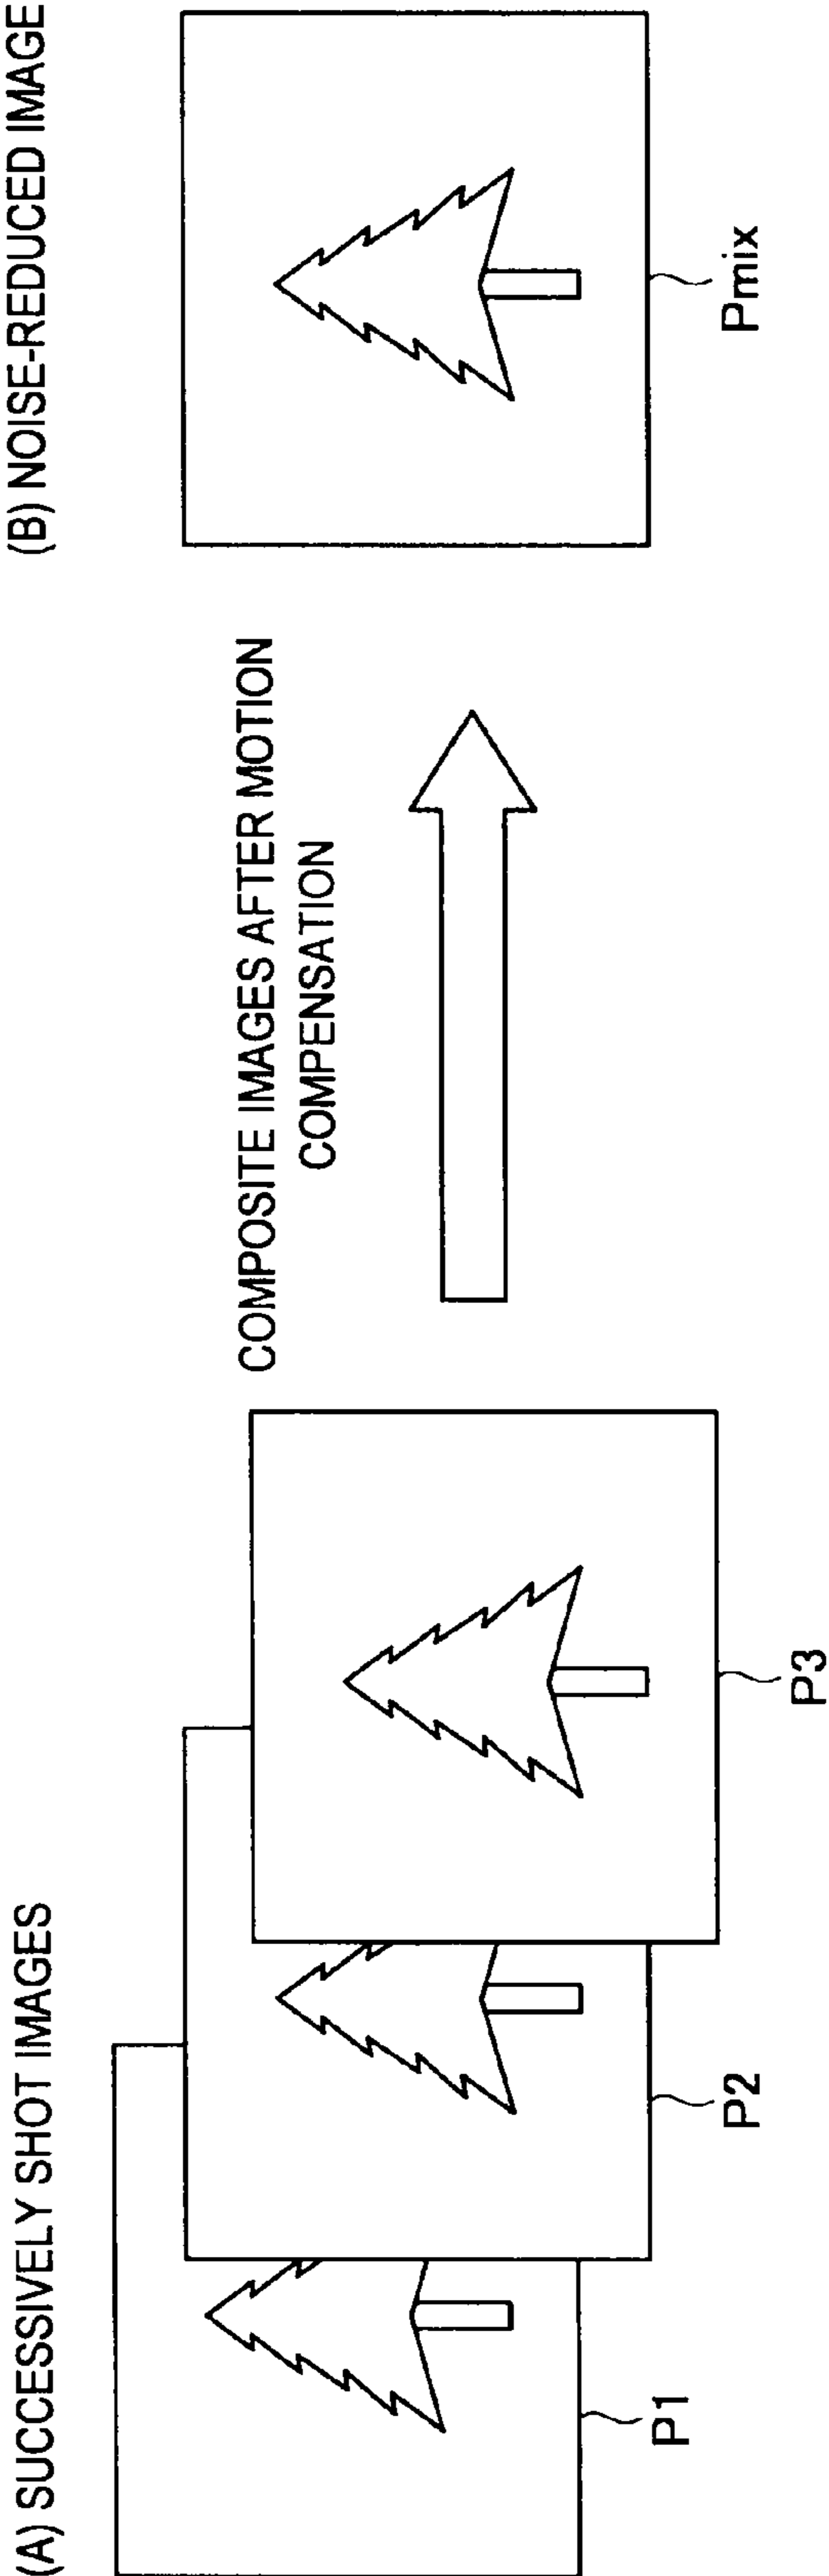 (A) SUCCESSIVELY SHOT IMAGES
P1
P2
P3
COMPOSITE IMAGES AFTER MOTION
COMPENSATION
(B) NOISE-REDUCED IMAGE
Pmix